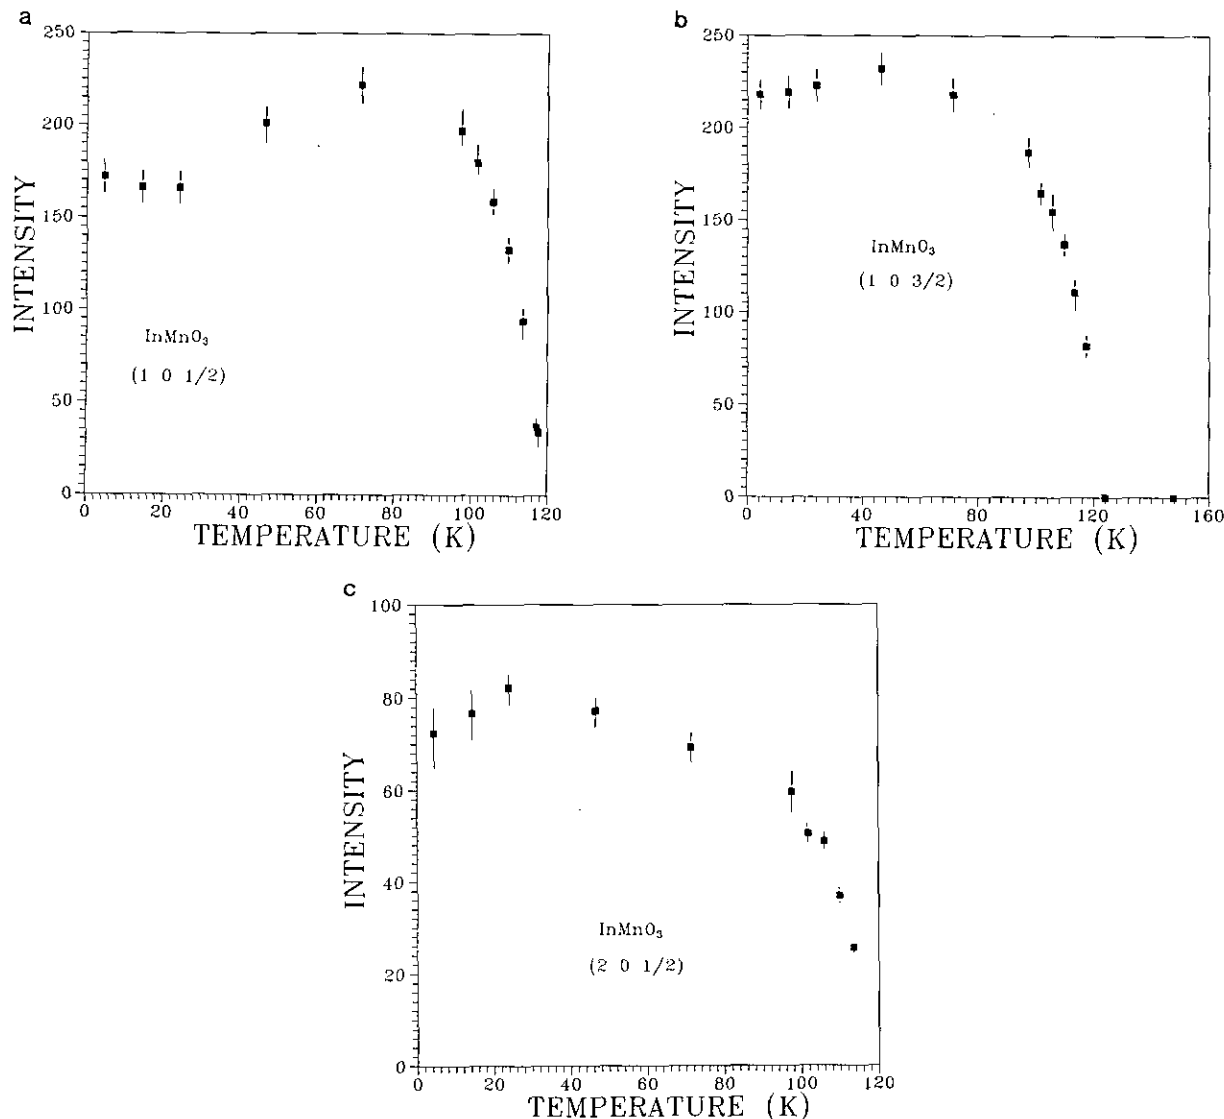 a
250
200
150
100
50
0
INTENSITY
InMnO₃
(1 0 1/2)
0 20 40 60 80 100 120
TEMPERATURE (K)
b
250
200
150
100
50
0
INTENSITY
InMnO₃
(1 0 3/2)
0 40 80 120 160
TEMPERATURE (K)
c
100
80
60
40
20
0
INTENSITY
InMnO₃
(2 0 1/2)
0 20 40 60 80 100 120
TEMPERATURE (K)